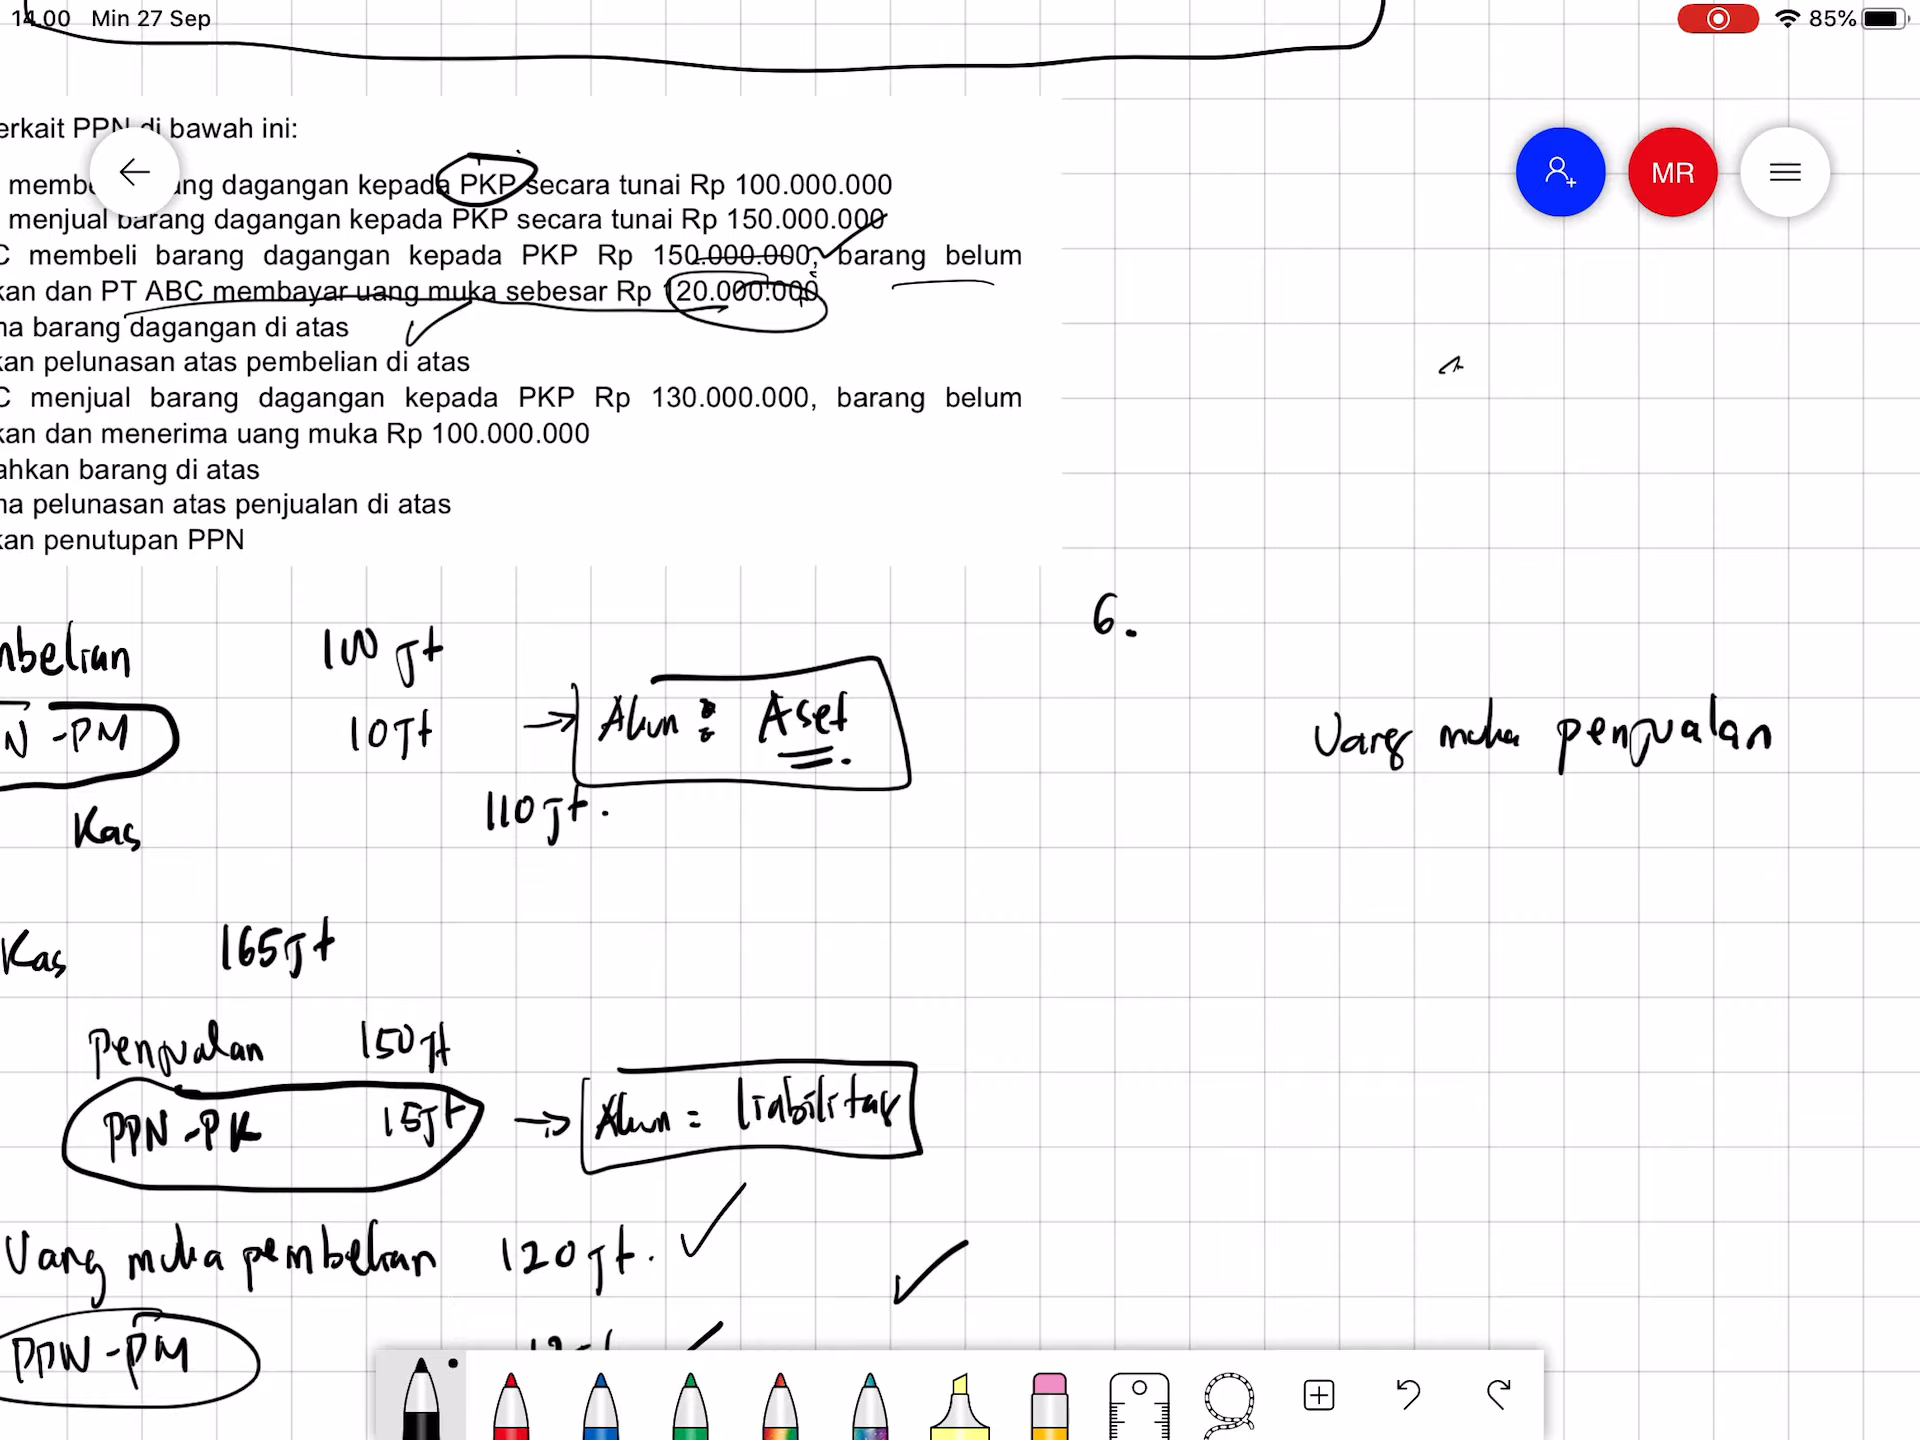 14.00 Min 27 Sep
85%
erkait PPN di bawah ini:
MR
membe ang dagangan kepada PKP secara tunai Rp 100.000.000
menjual barang dagangan kepada PKP secara tunai Rp 150.000.000
C membeli barang dagangan kepada PKP Rp 150.000.000, barang belum
kan dan PT ABC membayar uang muka sebesar Rp 120.000.000
na barang dagangan di atas
kan pelunasan atas pembelian di atas
C menjual barang dagangan kepada PKP Rp 130.000.000, barang belum
kan dan menerima uang muka Rp 100.000.000
ahkan barang di atas
na pelunasan atas penjualan di atas
kan penutupan PPN
6.
mbelian 100 Jt
N - PM 10 Jt → Akun : Aset
Uang muka penjualan
Kas 110 Jt.
Kas 165 Jt
Penjualan 150 Jt
PPN - PK 15 Jt → Akun = liabilitas
Uang muka pembelian 120 Jt.
PPN - PM